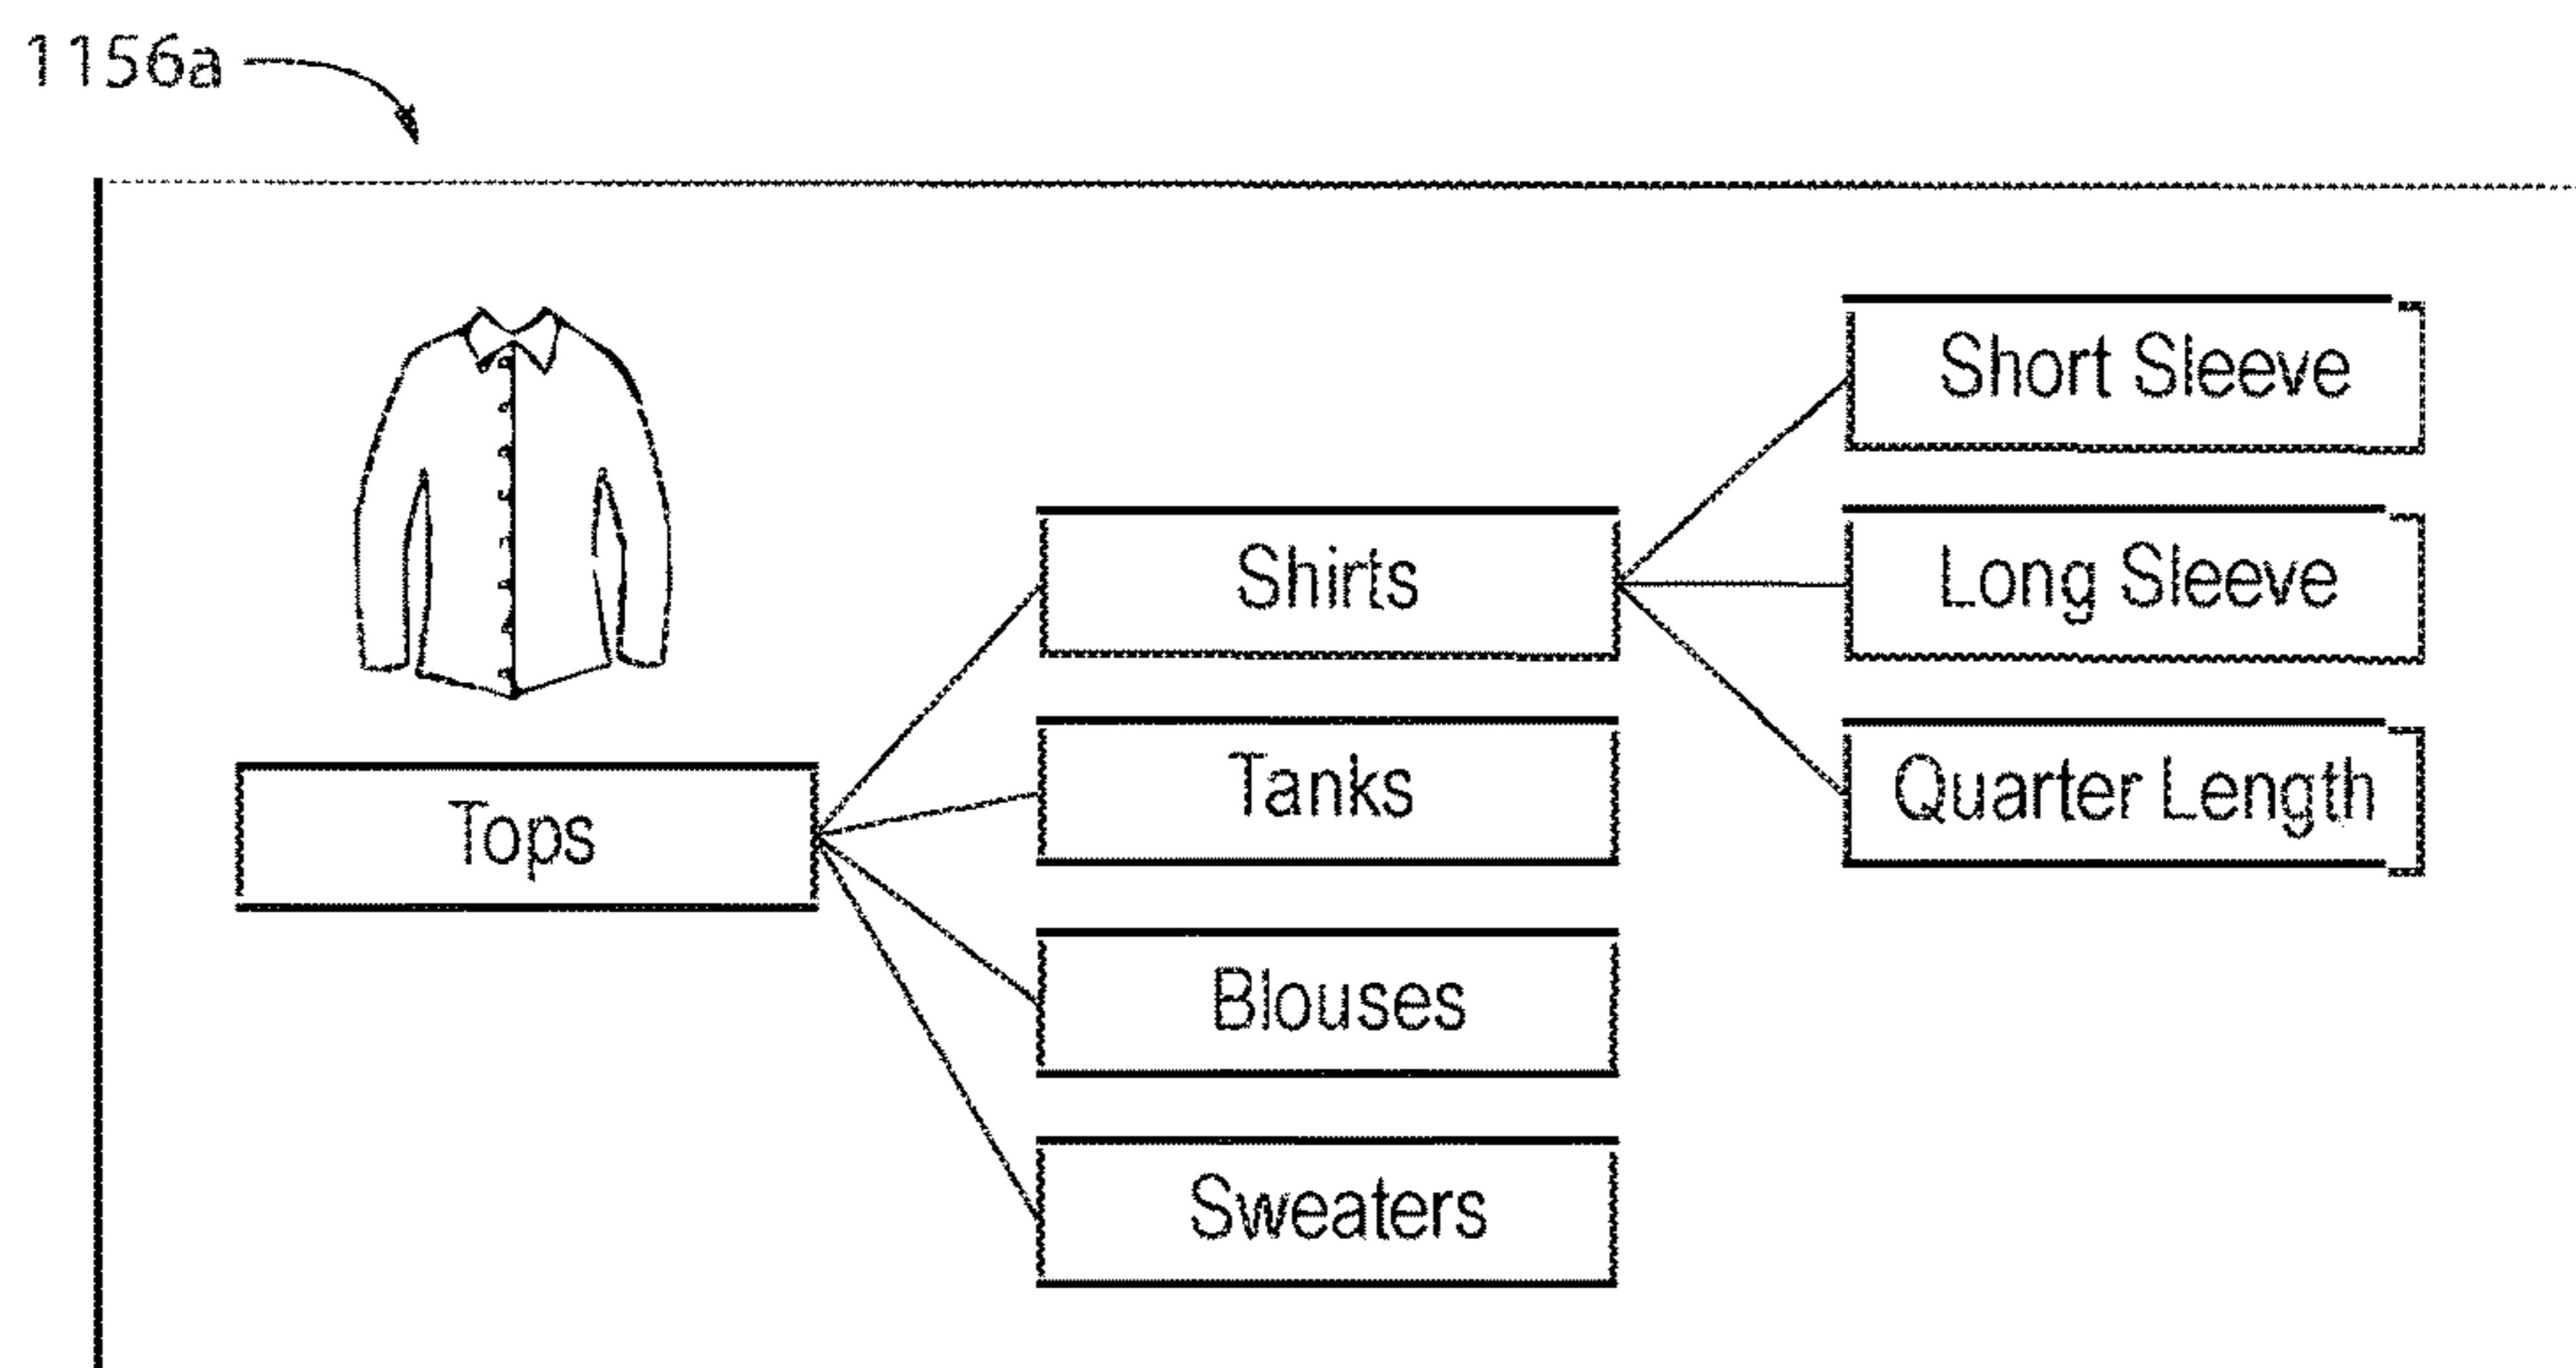 1156a
Tops
Shirts
Tanks
Blouses
Sweaters
Short Sleeve
Long Sleeve
Quarter Length